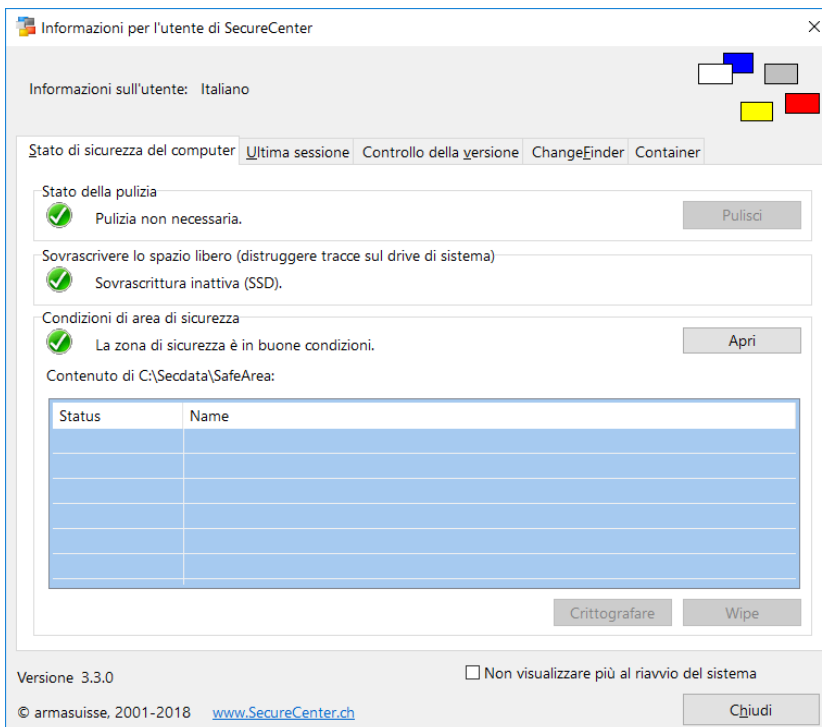 Informazioni per l'utente di SecureCenter
Informazioni sull'utente: Italiano
Stato di sicurezza del computer Ultima sessione Controllo della versione ChangeFinder Container
Stato della pulizia
Pulizia non necessaria. Pulisci
Sovrascrivere lo spazio libero (distruggere tracce sul drive di sistema)
Sovrascrittura inattiva (SSD).
Condizioni di area di sicurezza
La zona di sicurezza è in buone condizioni. Apri
Contenuto di C:\Secdata\SafeArea:
Status Name
Crittografare Wipe
Versione 3.3.0 Non visualizzare più al riavvio del sistema
© armasuisse, 2001-2018 www.SecureCenter.ch Chiudi